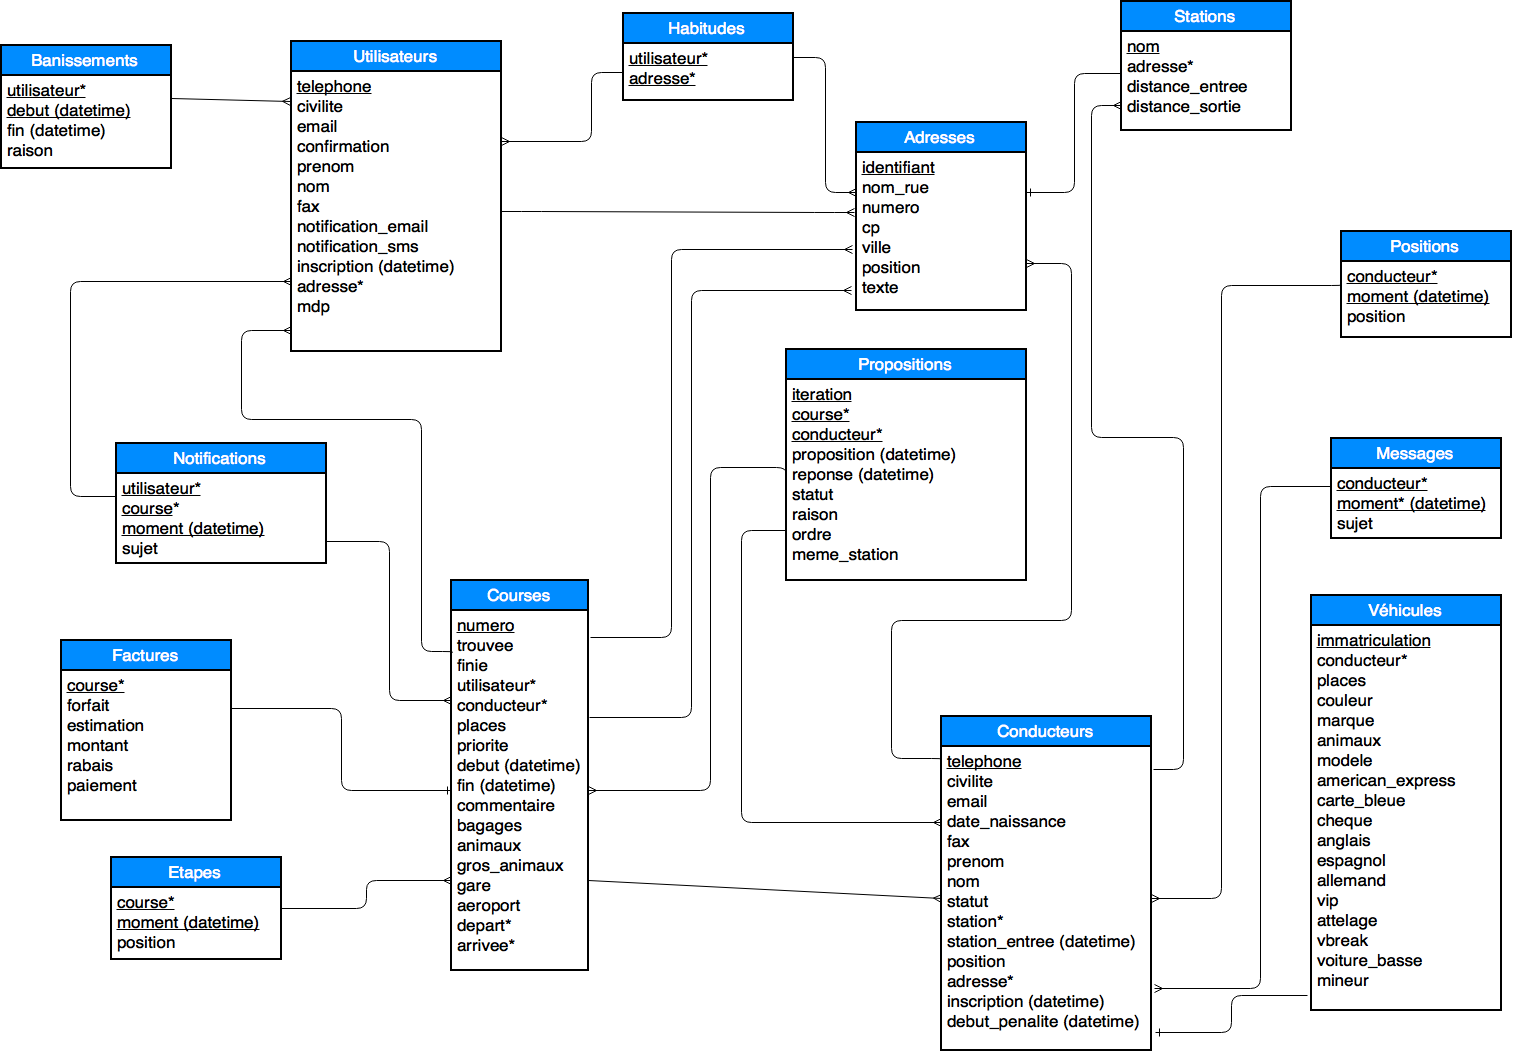 Banissements
utilisateur*
debut (datetime)
fin (datetime)
raison
Utilisateurs
telephone
civilite
email
confirmation
prenom
nom
fax
notification_email
notification_sms
inscription (datetime)
adresse*
mdp
Habitudes
utilisateur*
adresse*
Stations
nom
adresse*
distance_entree
distance_sortie
Adresses
identifiant
nom_rue
numero
cp
ville
position
texte
Positions
conducteur*
moment (datetime)
position
Propositions
iteration
course*
conducteur*
proposition (datetime)
reponse (datetime)
statut
raison
ordre
meme_station
Notifications
utilisateur*
course*
moment (datetime)
sujet
Messages
conducteur*
moment* (datetime)
sujet
Courses
numero
trouvee
finie
utilisateur*
conducteur*
places
priorite
debut (datetime)
fin (datetime)
commentaire
bagages
animaux
gros_animaux
gare
aeroport
depart*
arrivee*
Factures
course*
forfait
estimation
montant
rabais
paiement
Etapes
course*
moment (datetime)
position
Conducteurs
telephone
civilite
email
date_naissance
fax
prenom
nom
statut
station*
station_entree (datetime)
position
adresse*
inscription (datetime)
debut_penalite (datetime)
Véhicules
immatriculation
conducteur*
places
couleur
marque
animaux
modele
american_express
carte_bleue
cheque
anglais
espagnol
allemand
vip
attelage
vbreak
voiture_basse
mineur